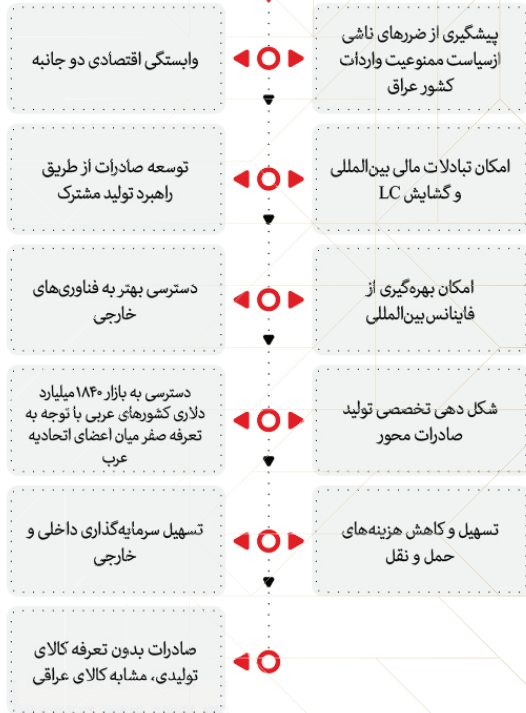 پیشگیری از ضررهای ناشی
ازسیاست ممنوعیت واردات
کشور عراق
وابستگی اقتصادی دو جانبه
امکان تبادلات مالی بین‌المللی
و گشایش LC
توسعه صادرات از طریق
راهبرد تولید مشترک
امکان بهره‌گیری از
فاینانس‌بین‌المللی
دسترسی بهتر به فناوری‌های
خارجی
شکل دهی تخصصی تولید
صادرات محور
دسترسی به بازار ۱۸۴۰میلیارد
دلاری کشورهای عربی با توجه به
تعرفه صفر میان اعضای اتحادیه
عرب
تسهیل و کاهش هزینه‌های
حمل و نقل
تسهیل سرمایه‌گذاری داخلی و
خارجی
صادرات بدون تعرفه کالای
تولیدی، مشابه کالای عراقی